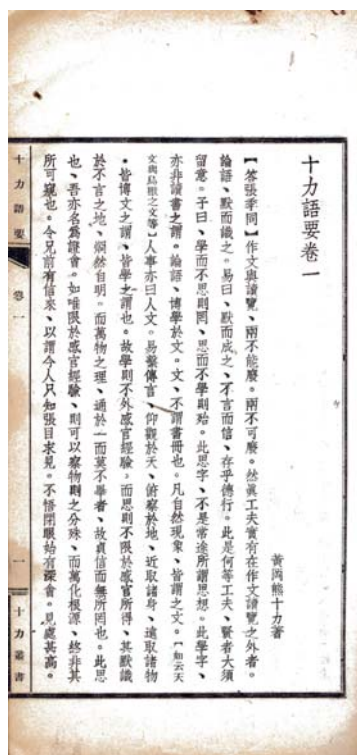 十力語要卷一
黃岡熊十力著
【答張季同】作文與讀覽、兩不能廢。兩不可廢。然眞工夫實有在作文讀覽之外者。
論語、默而識之。易曰、默而成之、不言而信、存乎德行。此是何等工夫、賢者大須
留意。子曰、學而不思則罔、思而不學則殆。此思字、不是常途所謂思想。此學字、
亦非讀書之謂。論語、博學於文。文、不謂書冊也。凡自然現象、皆謂之文。【如云天
文與鳥獸之文等】人事亦曰人文。易繫傳言、仰觀於天、俯察於地、近取諸身、遠取諸物
。皆博文之謂、皆學之謂也。故學則不外感官經驗。而思則不限於感官所得、其默識
於不言之地、烱然自明。而萬物之理、通於一而莫不畢者、故貞信而無所罔也。此思
也、吾亦名為證會。如唯限於感官經驗、則可以察物則之分殊、而萬化根源、終非其
所可窺也。令兄前有信來、以謂今人只知張目求見。不悟閉眼始有深會。見處甚高。
十力語要
卷一
一
十力叢書